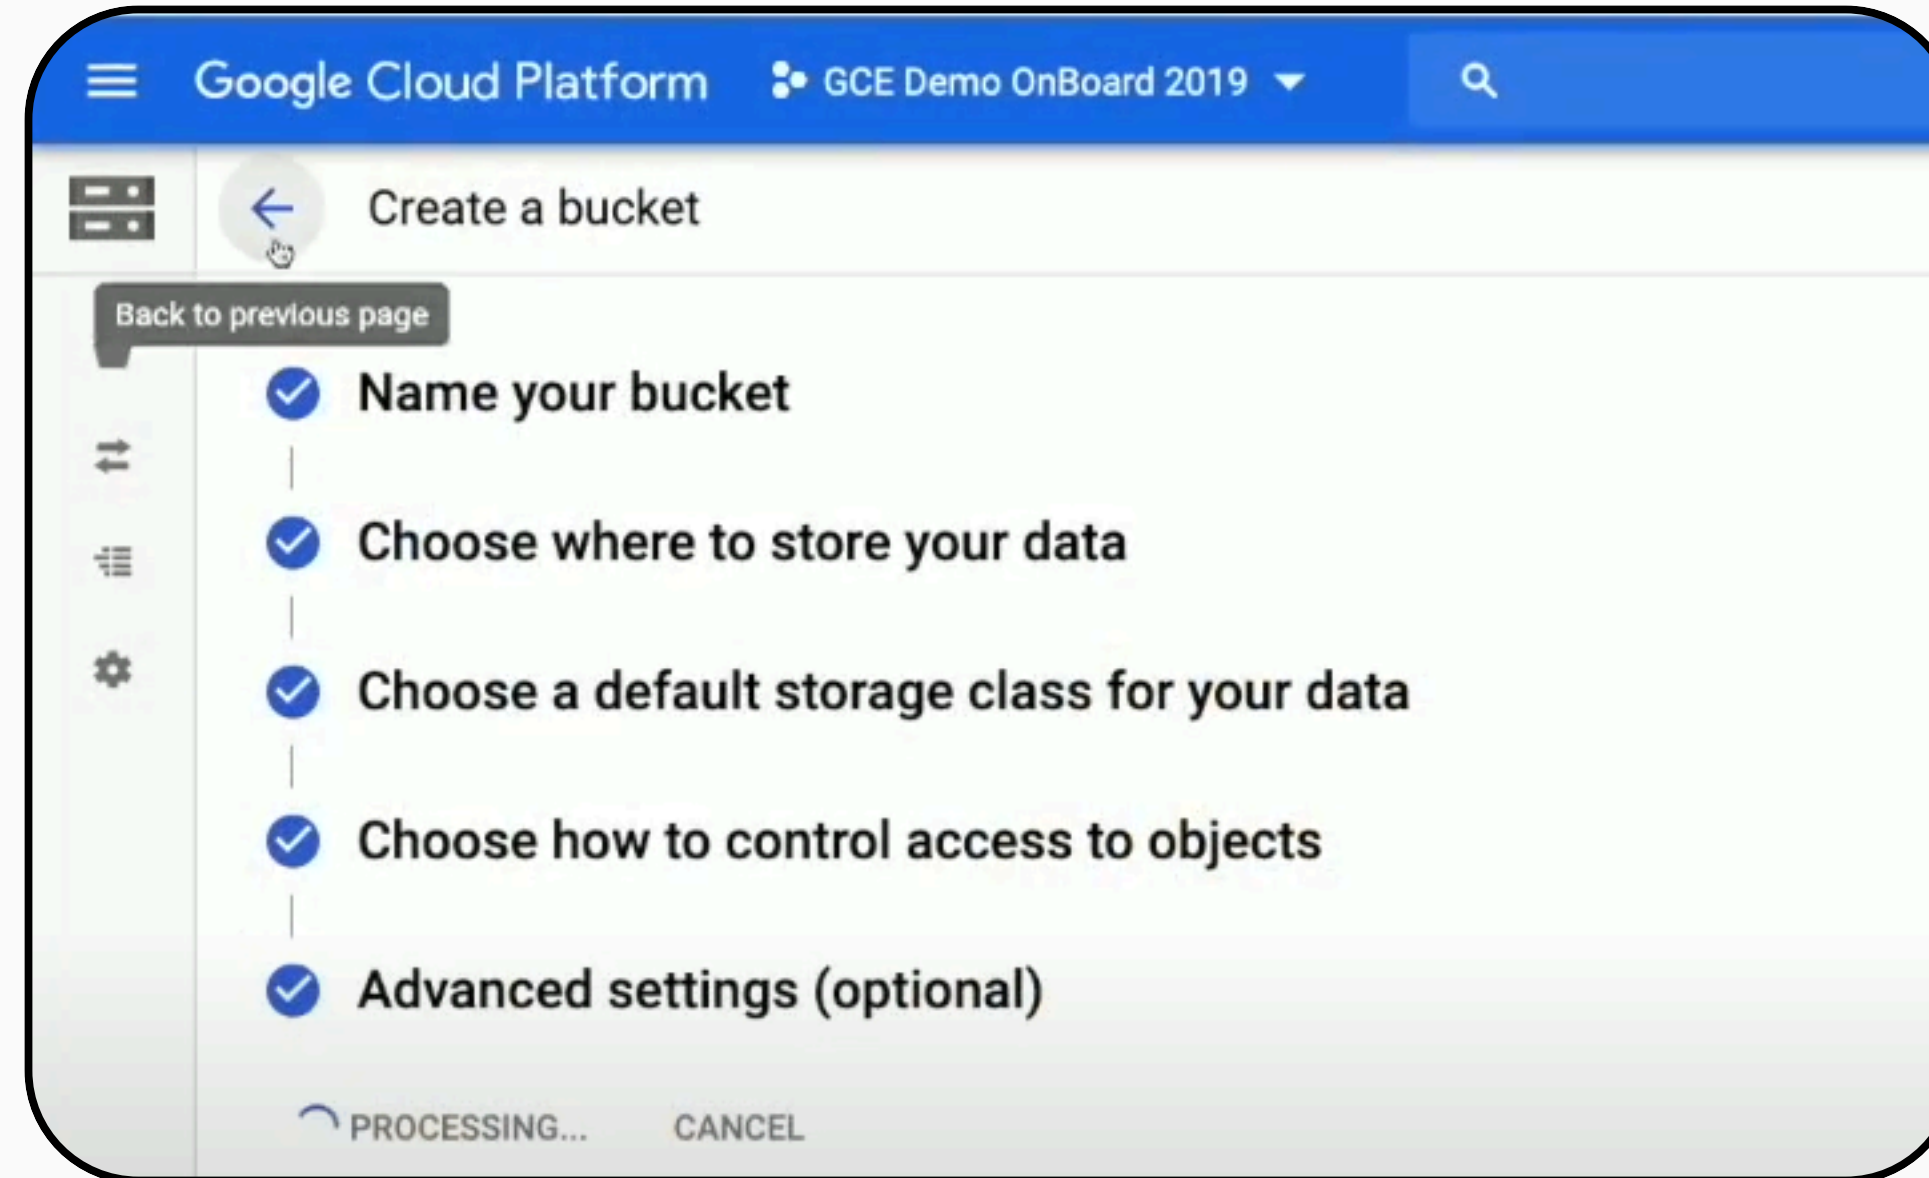 Google Cloud Platform GCE Demo OnBoard 2019
Create a bucket
Back to previous page
Name your bucket
Choose where to store your data
Choose a default storage class for your data
Choose how to control access to objects
Advanced settings (optional)
PROCESSING... CANCEL